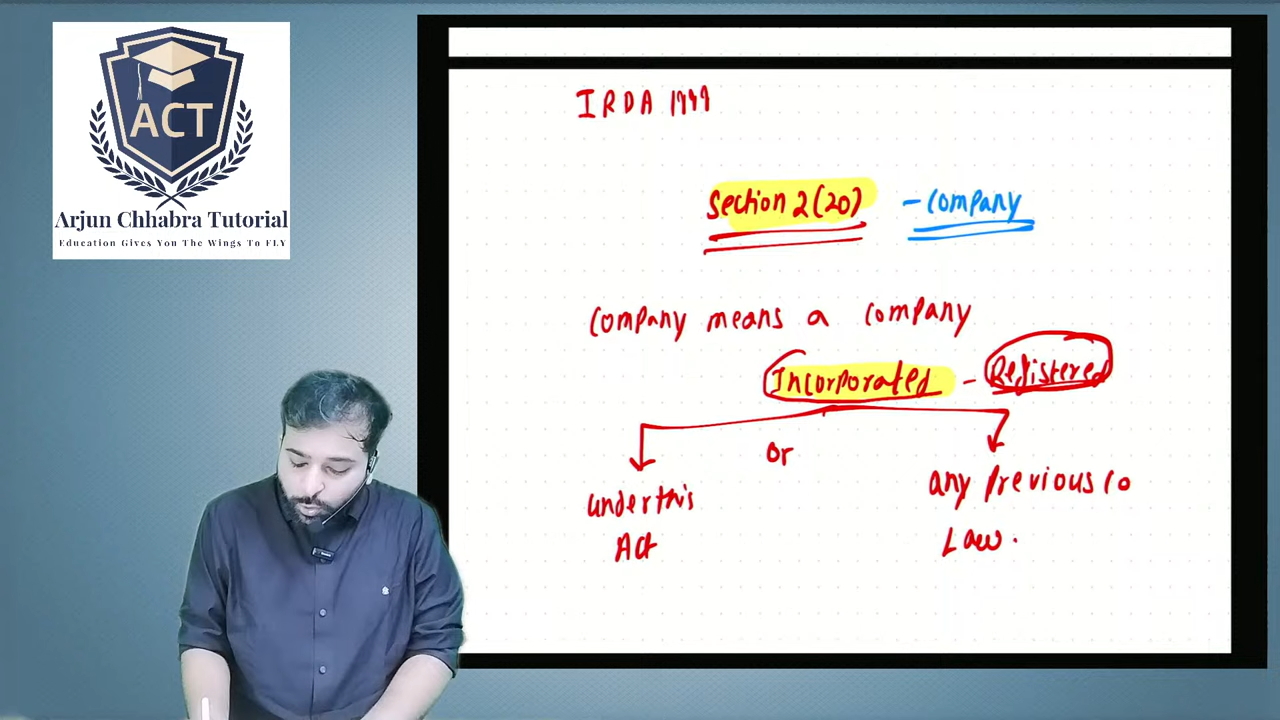 ACT
Arjun Chhabra Tutorial
Education Gives You The Wings To FLY
IRDA 1999
Section 2(20) - Company
Company means a Company
Incorporated - Registered
or
under this
Act
any Previous Co
Law.